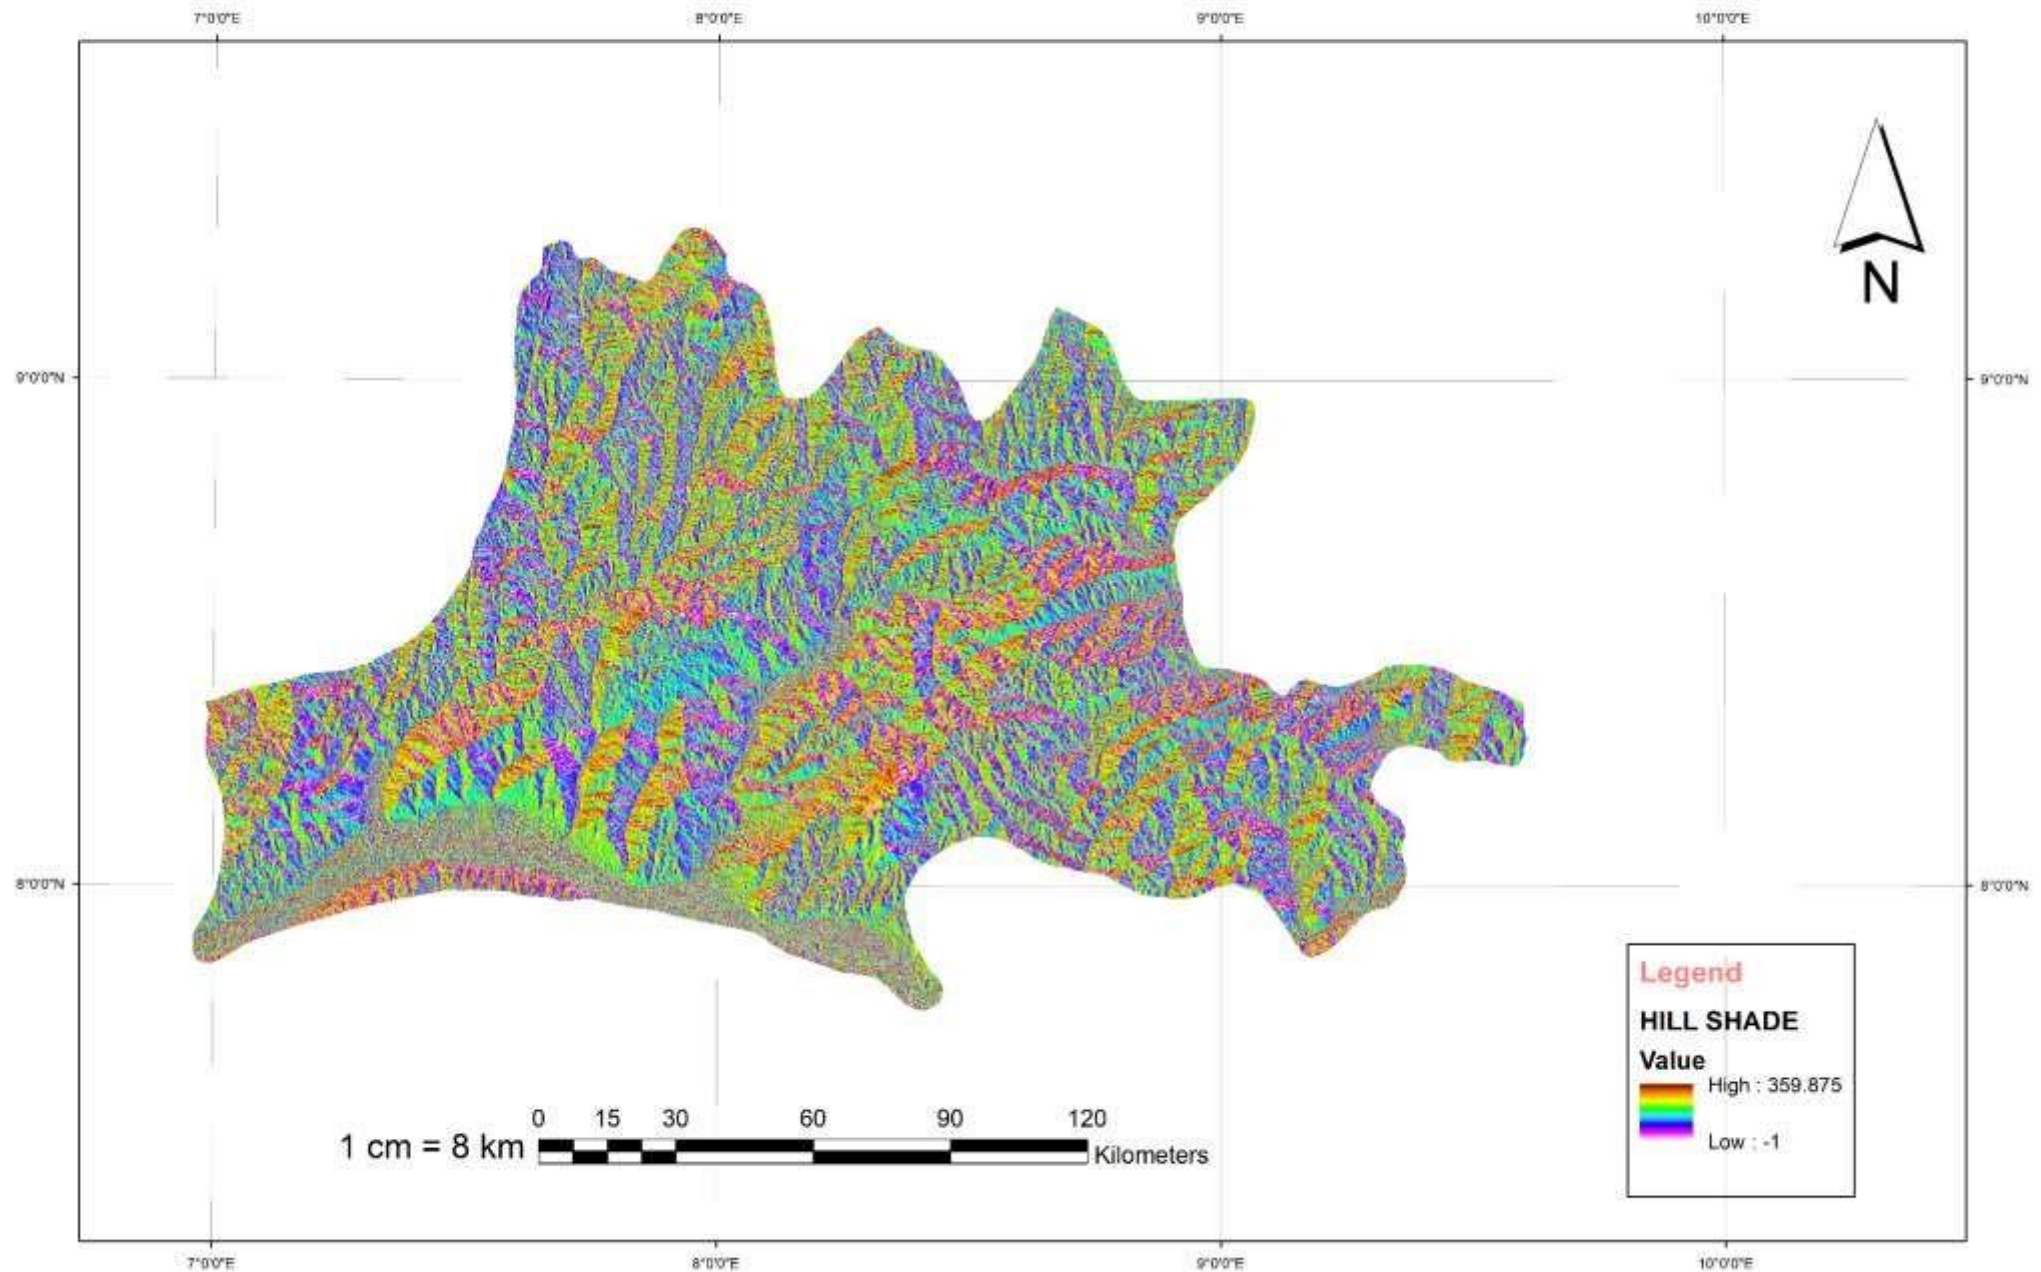 7°0'0"E 8°0'0"E 9°0'0"E 10°0'0"E
N
9°0'0"N 9°0'0"N
8°0'0"N 8°0'0"N
Legend
HILL SHADE
Value
High : 359.875
Low : -1
0 15 30 60 90 120
1 cm = 8 km Kilometers
7°0'0"E 8°0'0"E 9°0'0"E 10°0'0"E